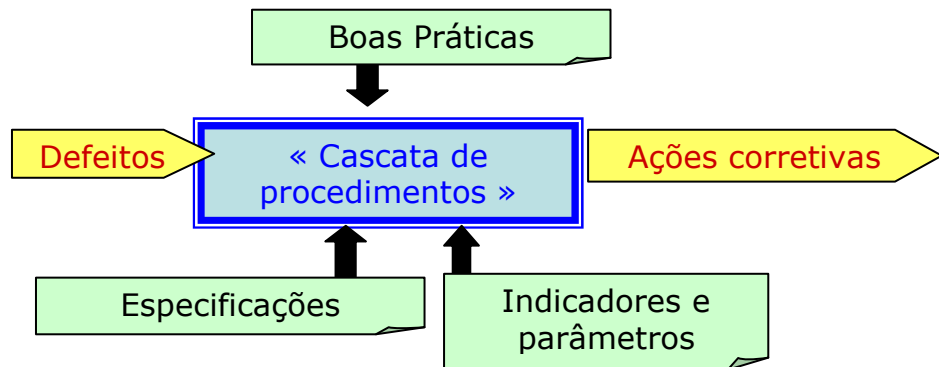 Boas Práticas
Defeitos
« Cascata de
procedimentos »
Ações corretivas
Especificações
Indicadores e
parâmetros